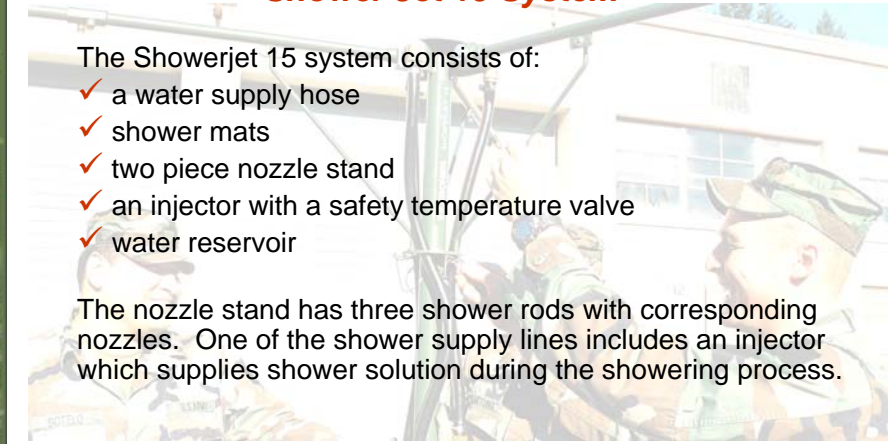 The Showerjet 15 system consists of:
✓ a water supply hose
✓ shower mats
✓ two piece nozzle stand
✓ an injector with a safety temperature valve
✓ water reservoir
The nozzle stand has three shower rods with corresponding
nozzles.  One of the shower supply lines includes an injector
which supplies shower solution during the showering process.